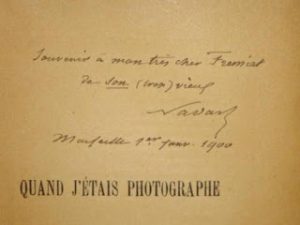 Souvenir à mon très cher Fremiet
de son (trop) vieux
Nadar
Marseille 1er janv. 1900
QUAND J'ÉTAIS PHOTOGRAPHE